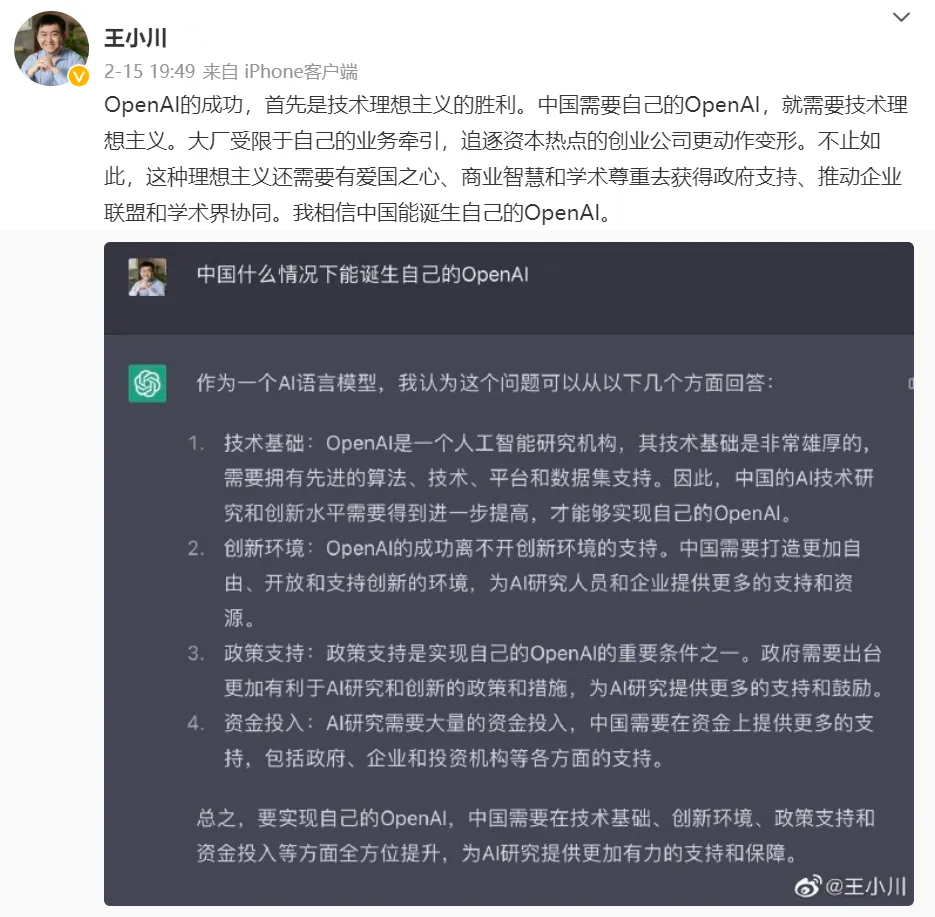 王小川
2-15 19:49 来自 iPhone客户端
OpenAI的成功，首先是技术理想主义的胜利。中国需要自己的OpenAI，就需要技术理
想主义。大厂受限于自己的业务牵引，追逐资本热点的创业公司更动作变形。不止如
此，这种理想主义还需要有爱国之心、商业智慧和学术尊重去获得政府支持、推动企业
联盟和学术界协同。我相信中国能诞生自己的OpenAI。
中国什么情况下能诞生自己的OpenAI
作为一个AI语言模型，我认为这个问题可以从以下几个方面回答：
1. 技术基础：OpenAI是一个人工智能研究机构，其技术基础是非常雄厚的，
需要拥有先进的算法、技术、平台和数据集支持。因此，中国的AI技术研
究和创新水平需要得到进一步提高，才能够实现自己的OpenAI。
2. 创新环境：OpenAI的成功离不开创新环境的支持。中国需要打造更加自
由、开放和支持创新的环境，为AI研究人员和企业提供更多的支持和资
源。
3. 政策支持：政策支持是实现自己的OpenAI的重要条件之一。政府需要出台
更加有利于AI研究和创新的政策和措施，为AI研究提供更多的支持和鼓励。
4. 资金投入：AI研究需要大量的资金投入，中国需要在资金上提供更多的支
持，包括政府、企业和投资机构等各方面的支持。
总之，要实现自己的OpenAI，中国需要在技术基础、创新环境、政策支持和
资金投入等方面全方位提升，为AI研究提供更加有力的支持和保障。
@王小川